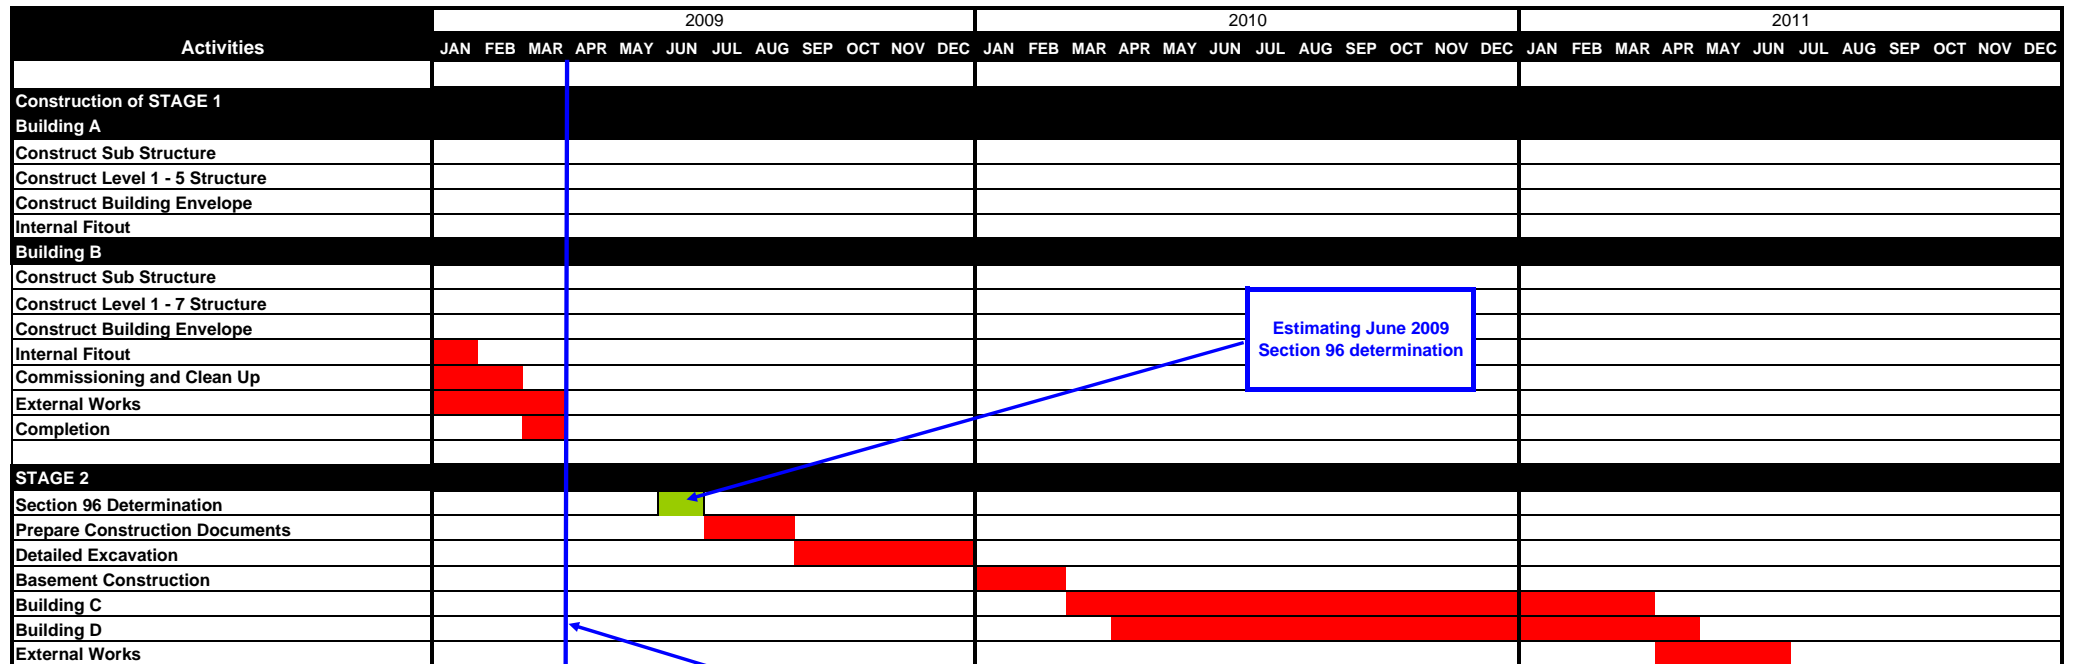 2009 2010 2011
Activities JAN FEB MAR APR MAY JUN JUL AUG SEP OCT NOV DEC JAN FEB MAR APR MAY JUN JUL AUG SEP OCT NOV DEC JAN FEB MAR APR MAY JUN JUL AUG SEP OCT NOV DEC
Construction of STAGE 1
Building A
Construct Sub Structure
Construct Level 1 - 5 Structure
Construct Building Envelope
Internal Fitout
Building B
Construct Sub Structure
Construct Level 1 - 7 Structure
Construct Building Envelope
Estimating June 2009
Section 96 determination
Internal Fitout
Commissioning and Clean Up
External Works
Completion
STAGE 2
Section 96 Determination
Prepare Construction Documents
Detailed Excavation
Basement Construction
Building C
Building D
External Works